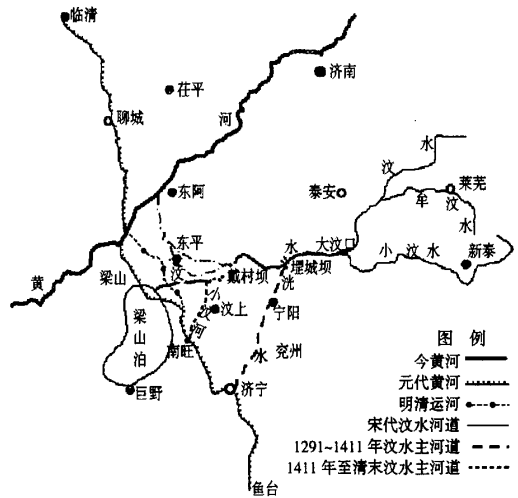 临清
济南
茌平
聊城
河
东阿
泰安
汶
水
莱芜
牟
汶
水
东平
汶
水
大汶口
小汶水
新泰
黄
梁山
戴村坝
堽城坝
洸
小
汶
河
汶上
宁阳
梁山泊
南旺
水
兖州
巨野
济宁
鱼台
图 例
今黄河
元代黄河
明清运河
宋代汶水河道
1291~1411年汶水主河道
1411年至清末汶水主河道